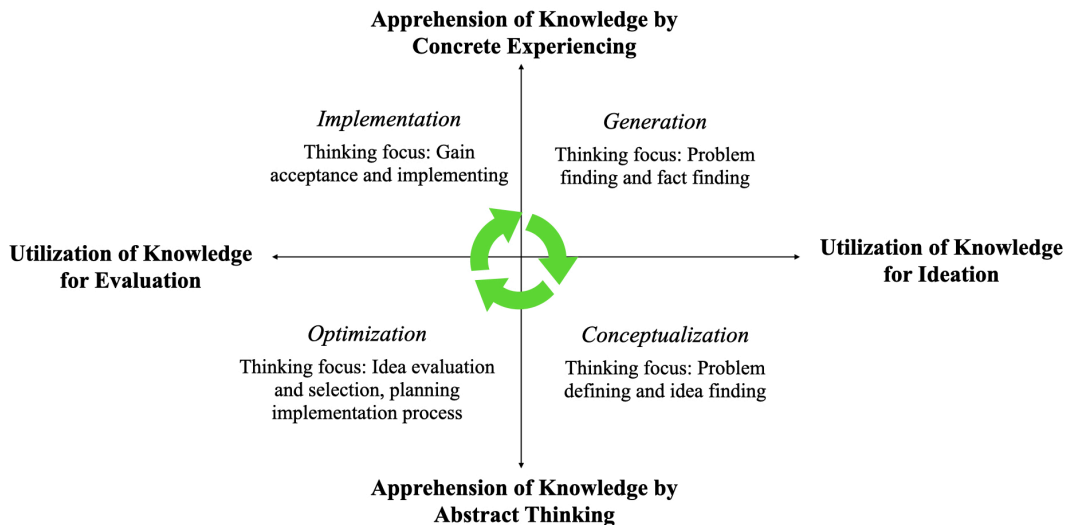 Apprehension of Knowledge by
Concrete Experiencing
Implementation
Thinking focus: Gain
acceptance and implementing
Generation
Thinking focus: Problem
finding and fact finding
Utilization of Knowledge
for Evaluation
Utilization of Knowledge
for Ideation
Optimization
Thinking focus: Idea evaluation
and selection, planning
implementation process
Conceptualization
Thinking focus: Problem
defining and idea finding
Apprehension of Knowledge by
Abstract Thinking